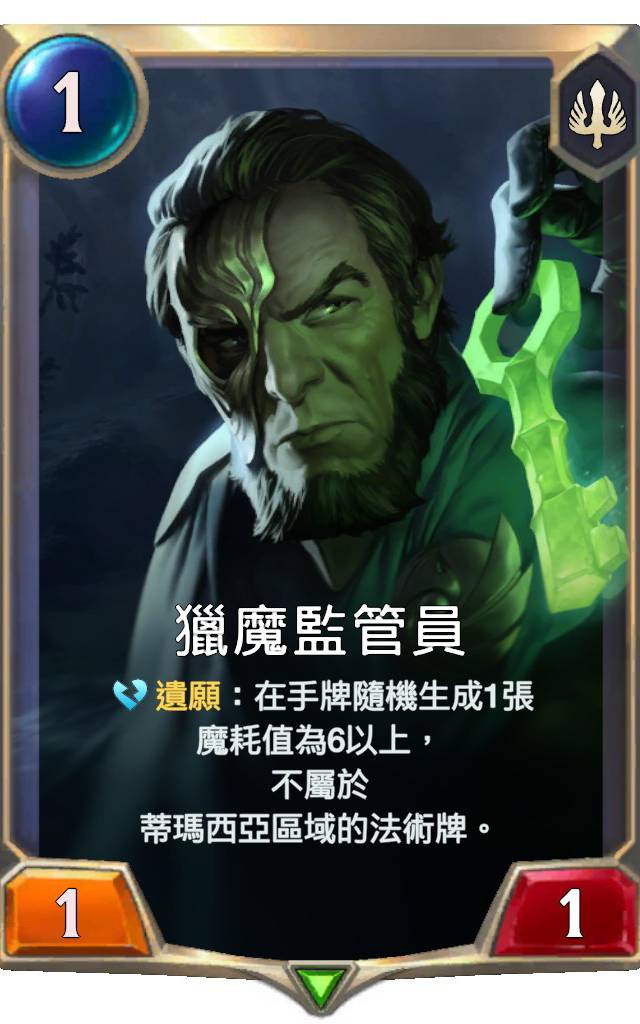 1
獵魔監管員
遺願：在手牌隨機生成1張
魔耗值為6以上，
不屬於
蒂瑪西亞區域的法術牌。
1
1